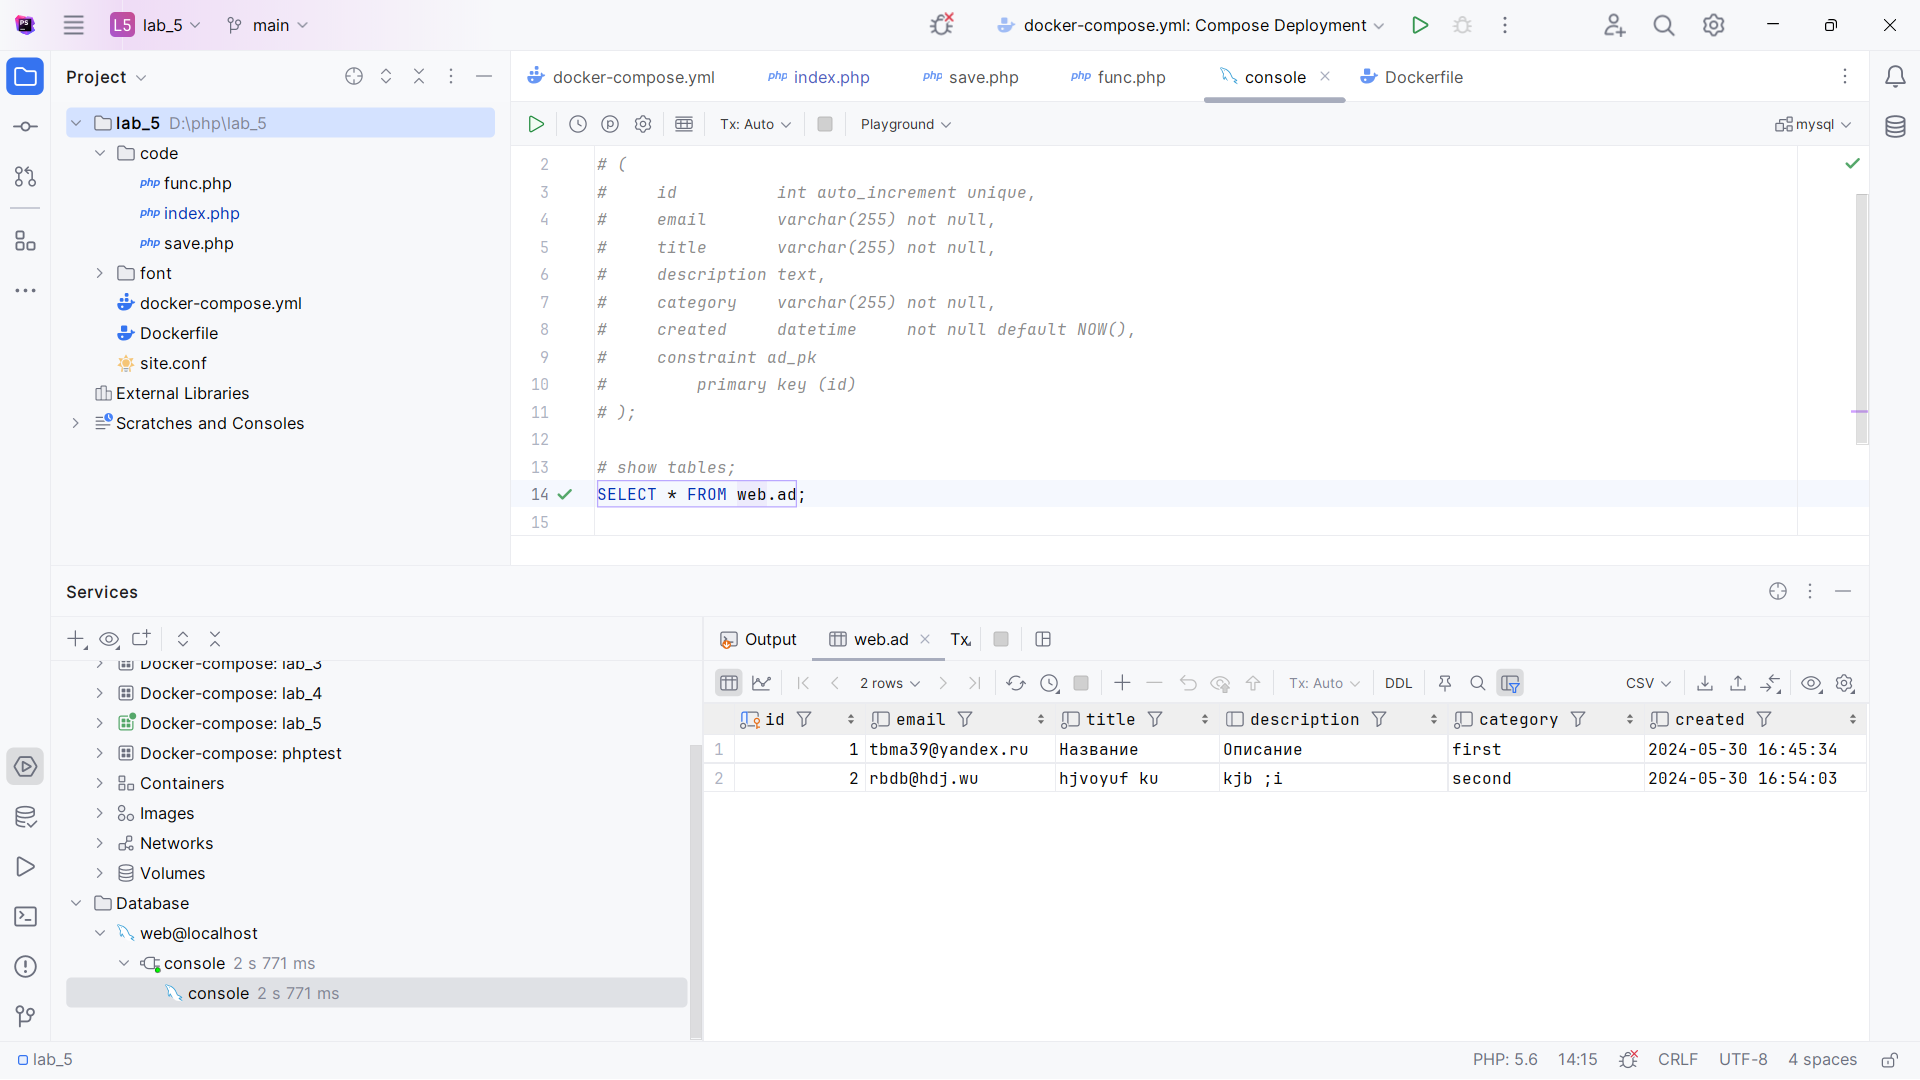 L5 lab_5 main docker-compose.yml: Compose Deployment
Project
lab_5 D:\php\lab_5
code
php func.php
php index.php
php save.php
font
docker-compose.yml
Dockerfile
site.conf
External Libraries
Scratches and Consoles
docker-compose.yml php index.php php save.php php func.php console Dockerfile
Tx: Auto Playground mysql
2 # (
3 # id int auto_increment unique,
4 # email varchar(255) not null,
5 # title varchar(255) not null,
6 # description text,
7 # category varchar(255) not null,
8 # created datetime not null default NOW(),
9 # constraint ad_pk
10 # primary key (id)
11 # );
12
13 # show tables;
14 SELECT * FROM web.ad;
15
Services
Docker-compose: lab_3
Docker-compose: lab_4
Docker-compose: lab_5
Docker-compose: phptest
Containers
Images
Networks
Volumes
Database
web@localhost
console 2 s 771 ms
console 2 s 771 ms
Output web.ad Tx
2 rows Tx: Auto DDL CSV
id email title description category created
1 1 tbma39@yandex.ru Название Описание first 2024-05-30 16:45:34
2 2 rbdb@hdj.wu hjvoyuf ku kjb ;i second 2024-05-30 16:54:03
lab_5 PHP: 5.6 14:15 CRLF UTF-8 4 spaces